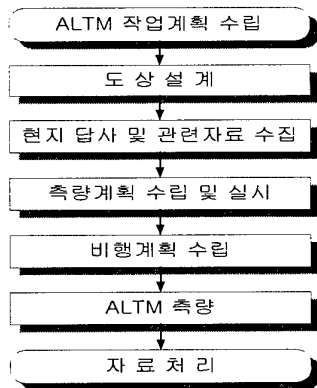 ALTM 작업계획 수립
도 상 설 계
현지 답사 및 관련자료 수집
측량계획 수립 및 실시
비행계획 수립
ALTM 측량
자 료 처 리